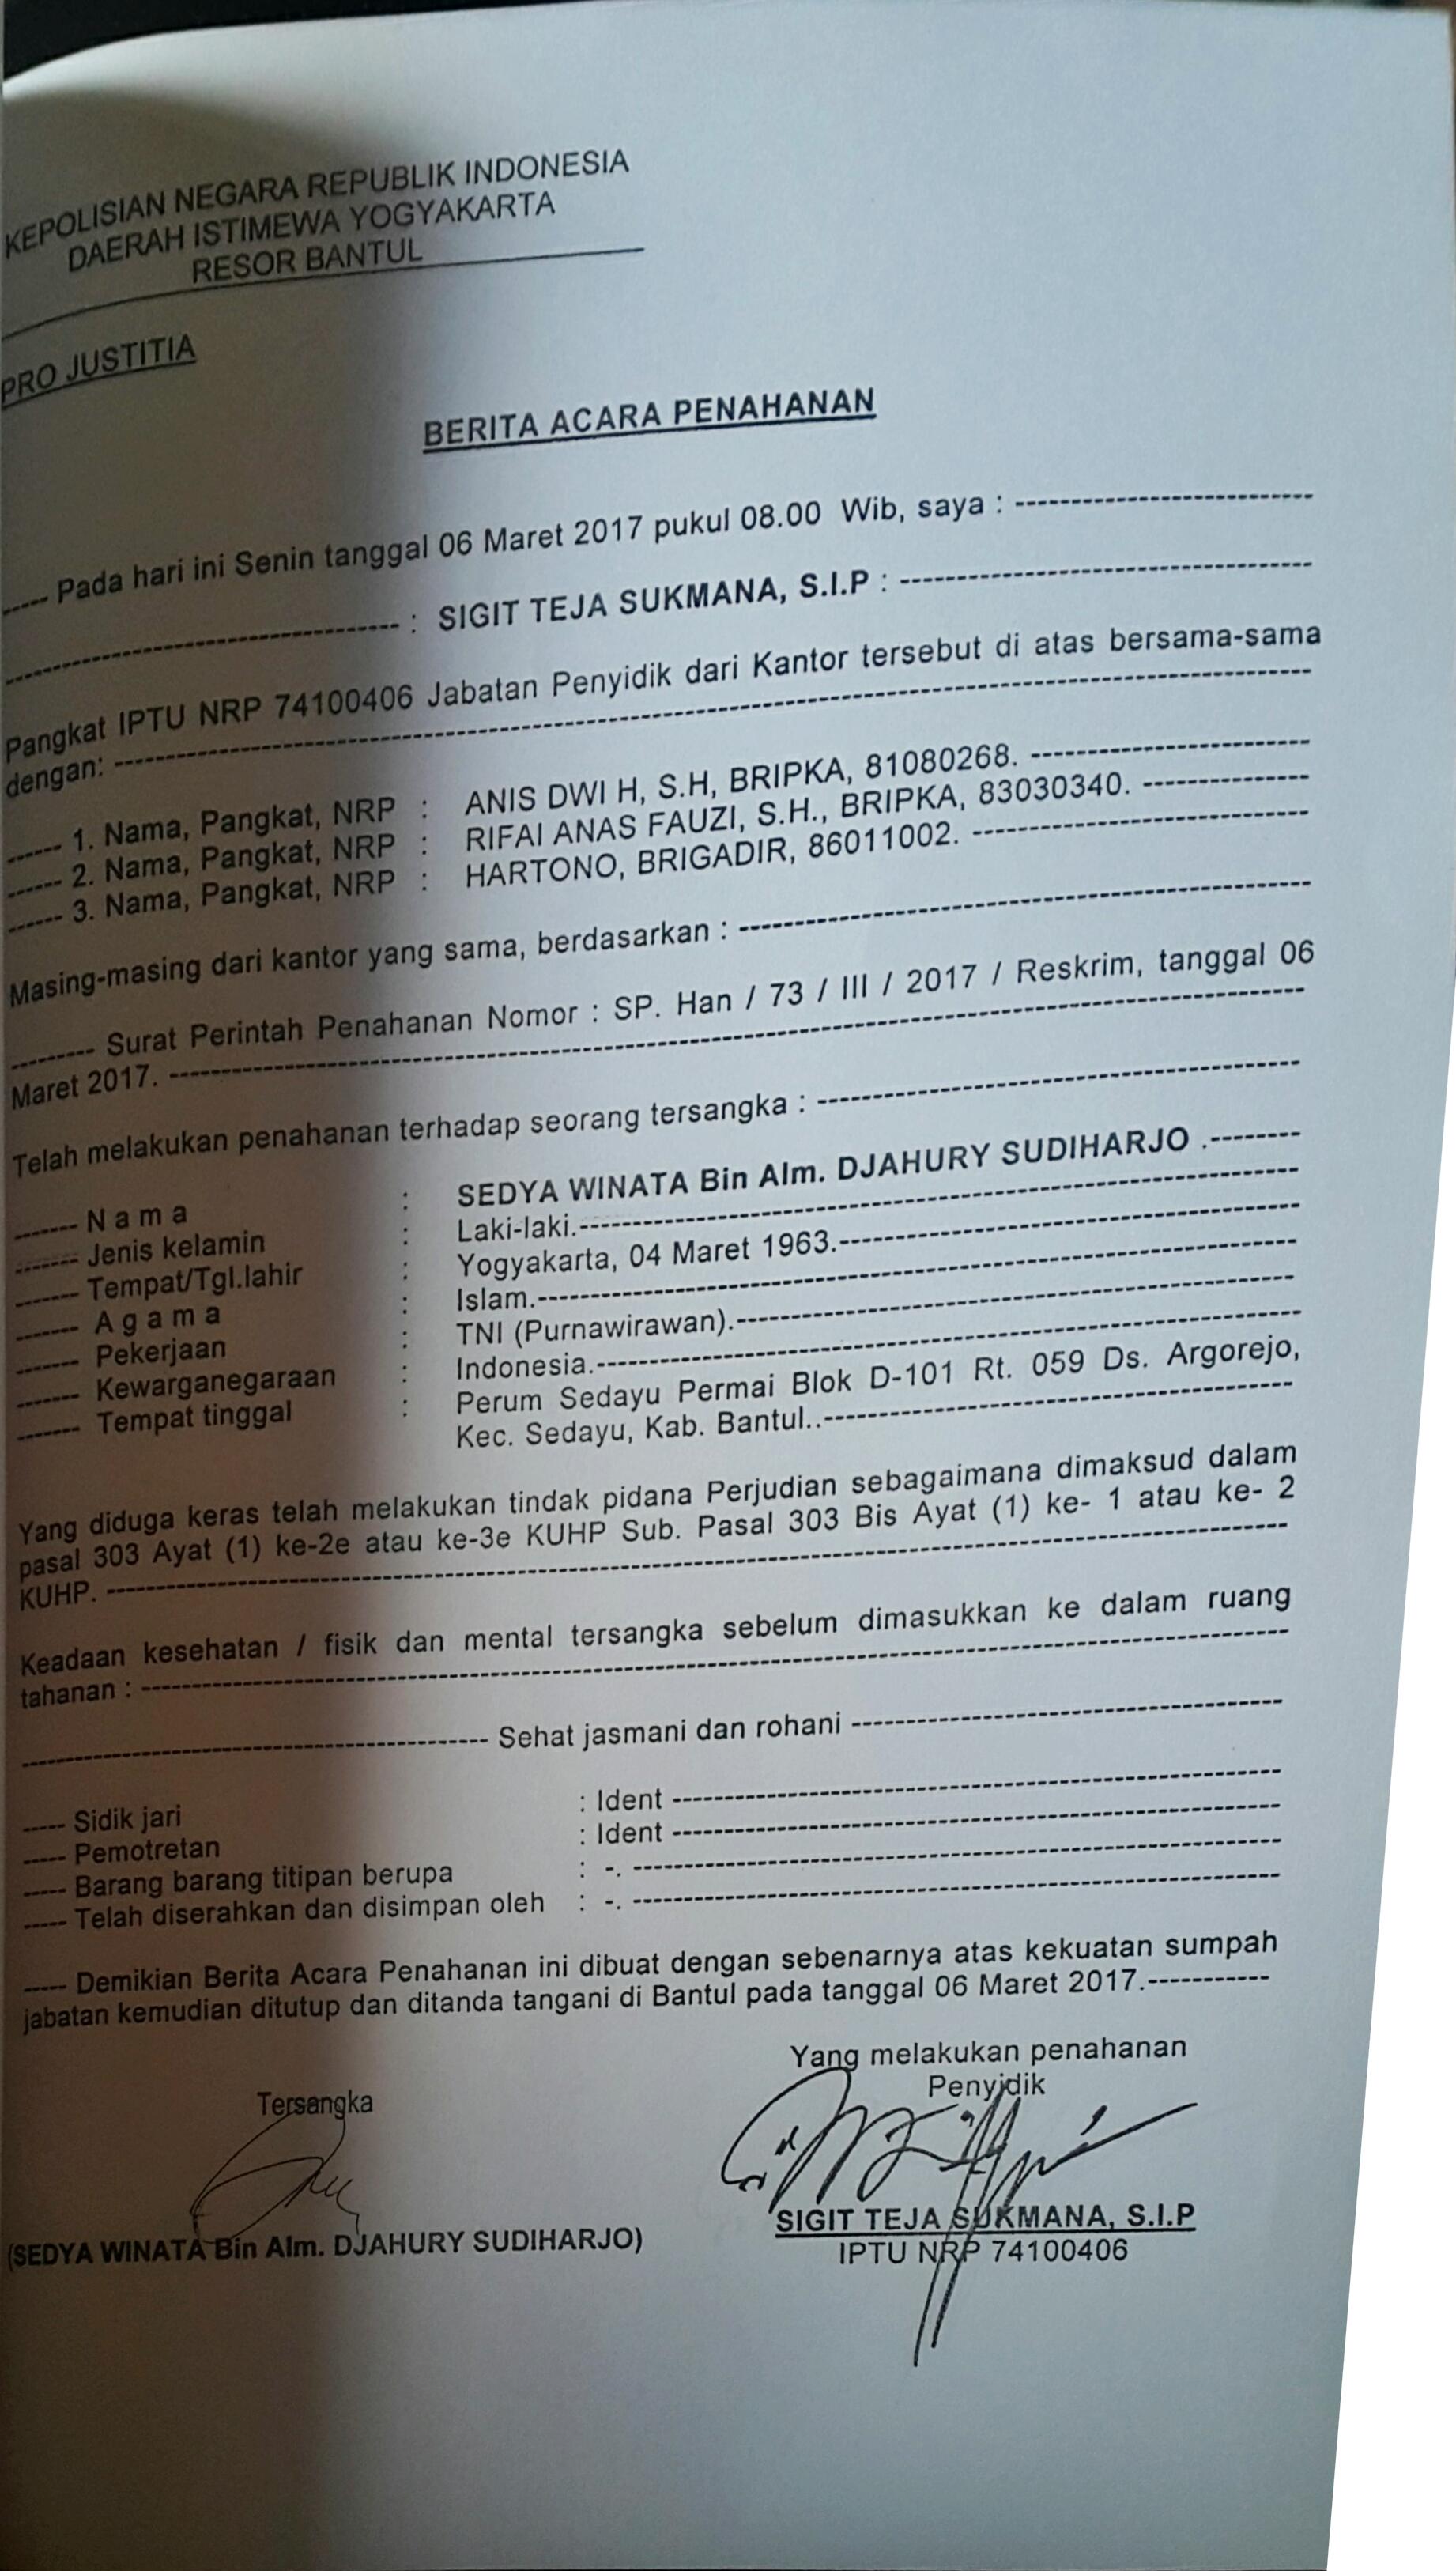 KEPOLISIAN NEGARA REPUBLIK INDONESIA
DAERAH ISTIMEWA YOGYAKARTA
RESOR BANTUL
PRO JUSTITIA
BERITA ACARA PENAHANAN
----- Pada hari ini Senin tanggal 06 Maret 2017 pukul 08.00 Wib, saya : ---------------------------
------------------------------------ : SIGIT TEJA SUKMANA, S.I.P : -------------------------------------
Pangkat IPTU NRP 74100406 Jabatan Penyidik dari Kantor tersebut di atas bersama-sama
dengan: ------------------------------------------------------------
------ 1. Nama, Pangkat, NRP : ANIS DWI H, S.H, BRIPKA, 81080268. -------------------------
------ 2. Nama, Pangkat, NRP : RIFAI ANAS FAUZI, S.H., BRIPKA, 83030340. ---------------
------ 3. Nama, Pangkat, NRP : HARTONO, BRIGADIR, 86011002. ------------------------------
Masing-masing dari kantor yang sama, berdasarkan : ----------------------------------------
-------- Surat Perintah Penahanan Nomor : SP. Han / 73 / III / 2017 / Reskrim, tanggal 06
Maret 2017. ------------------------------------------------------------
Telah melakukan penahanan terhadap seorang tersangka : ---------------------------------
------- N a m a : SEDYA WINATA Bin Alm. DJAHURY SUDIHARJO .--------
------- Jenis kelamin : Laki-laki.------------------------------------------------
------- Tempat/Tgl.lahir : Yogyakarta, 04 Maret 1963.---------------------------------
------- A g a m a : Islam.------------------------------------------------
------- Pekerjaan : TNI (Purnawirawan).---------------------------------------
------- Kewarganegaraan : Indonesia.------------------------------------------------
------- Tempat tinggal : Perum Sedayu Permai Blok D-101 Rt. 059 Ds. Argorejo,
Kec. Sedayu, Kab. Bantul..---------------------------------
Yang diduga keras telah melakukan tindak pidana Perjudian sebagaimana dimaksud dalam
pasal 303 Ayat (1) ke-2e atau ke-3e KUHP Sub. Pasal 303 Bis Ayat (1) ke- 1 atau ke- 2
KUHP. ------------------------------------------------------------
Keadaan kesehatan / fisik dan mental tersangka sebelum dimasukkan ke dalam ruang
tahanan : ------------------------------------------------------------
------------------------------------------ Sehat jasmani dan rohani ---------------------------------------
----- Sidik jari : Ident ------------------------------------------------
----- Pemotretan : Ident ------------------------------------------------
----- Barang barang titipan berupa : -. ------------------------------------------------
----- Telah diserahkan dan disimpan oleh : -. ------------------------------------------------
----- Demikian Berita Acara Penahanan ini dibuat dengan sebenarnya atas kekuatan sumpah
jabatan kemudian ditutup dan ditanda tangani di Bantul pada tanggal 06 Maret 2017.-----------
Yang melakukan penahanan
Tersangka
Penyidik
(SEDYA WINATA Bin Alm. DJAHURY SUDIHARJO)
SIGIT TEJA SUKMANA, S.I.P
IPTU NRP 74100406